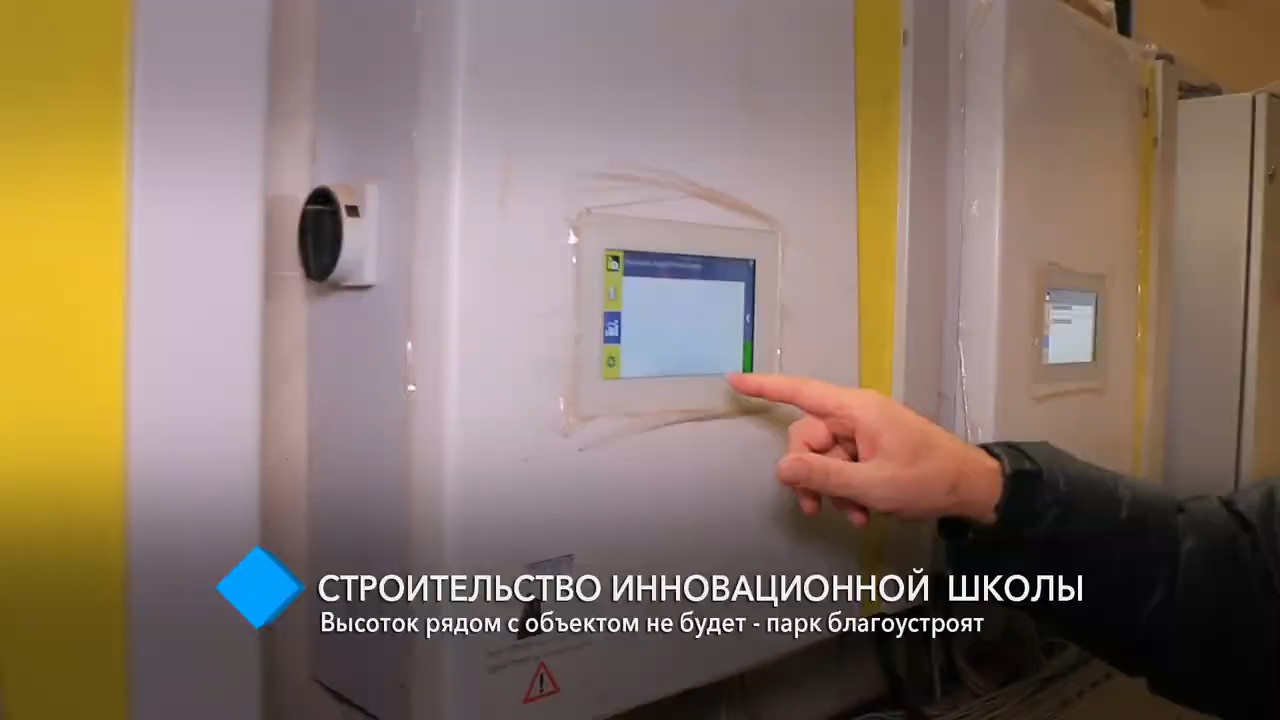 СТРОИТЕЛЬСТВО ИННОВАЦИОННОЙ ШКОЛЫ
Высоток рядом с объектом не будет - парк благоустроят